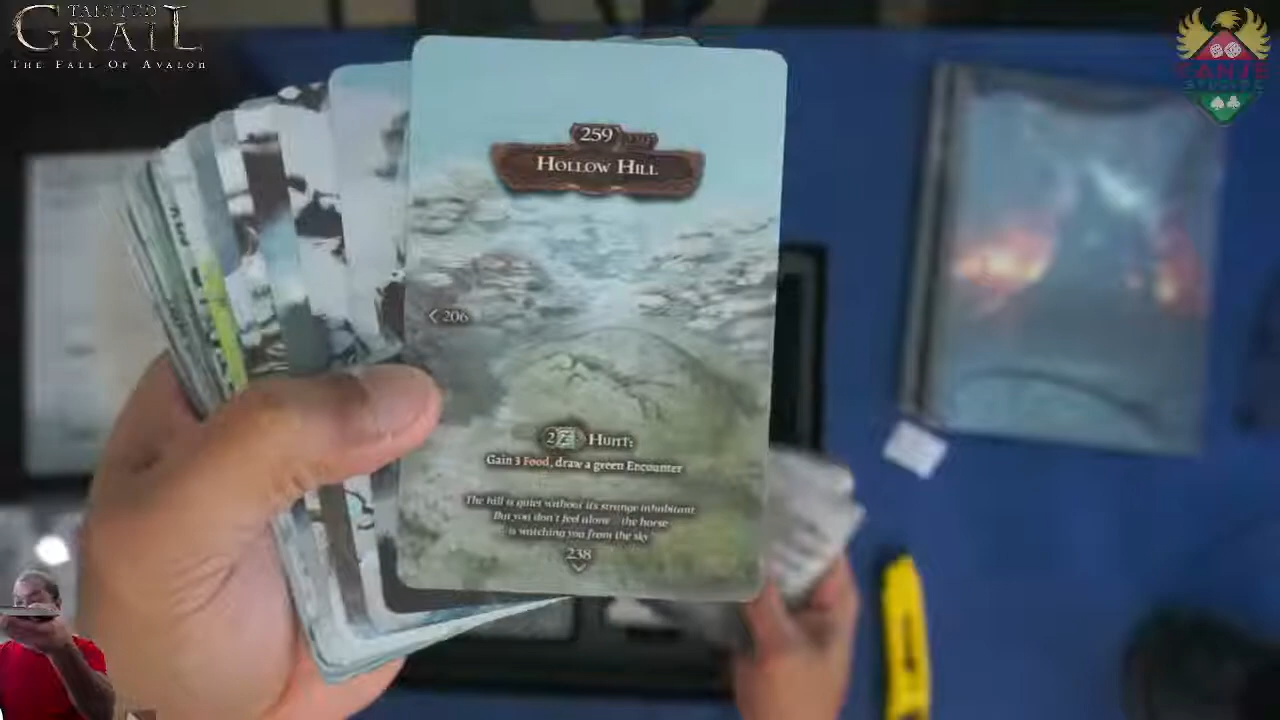 TAINTED
GRAIL
THE FALL OF AVALON
259
HOLLOW HILL
206
2 HUNT:
Gain 3 Food, draw a green Encounter
The hill is quiet without its strange inhabitant
But you don't feel alone the horse
is watching you from the sky
238